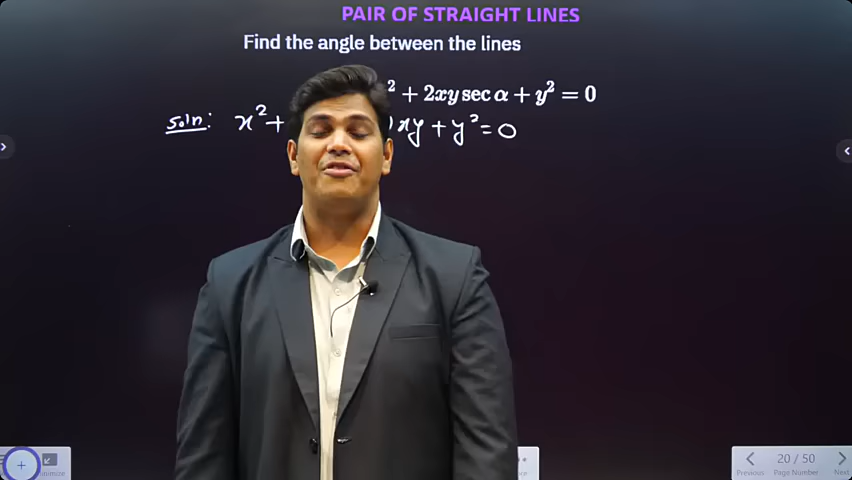 PAIR OF STRAIGHT LINES
Find the angle between the lines
² + 2xy sec α + y² = 0
Soln: x² + ) xy + y² = 0
20 / 50
Previous Page Number Next